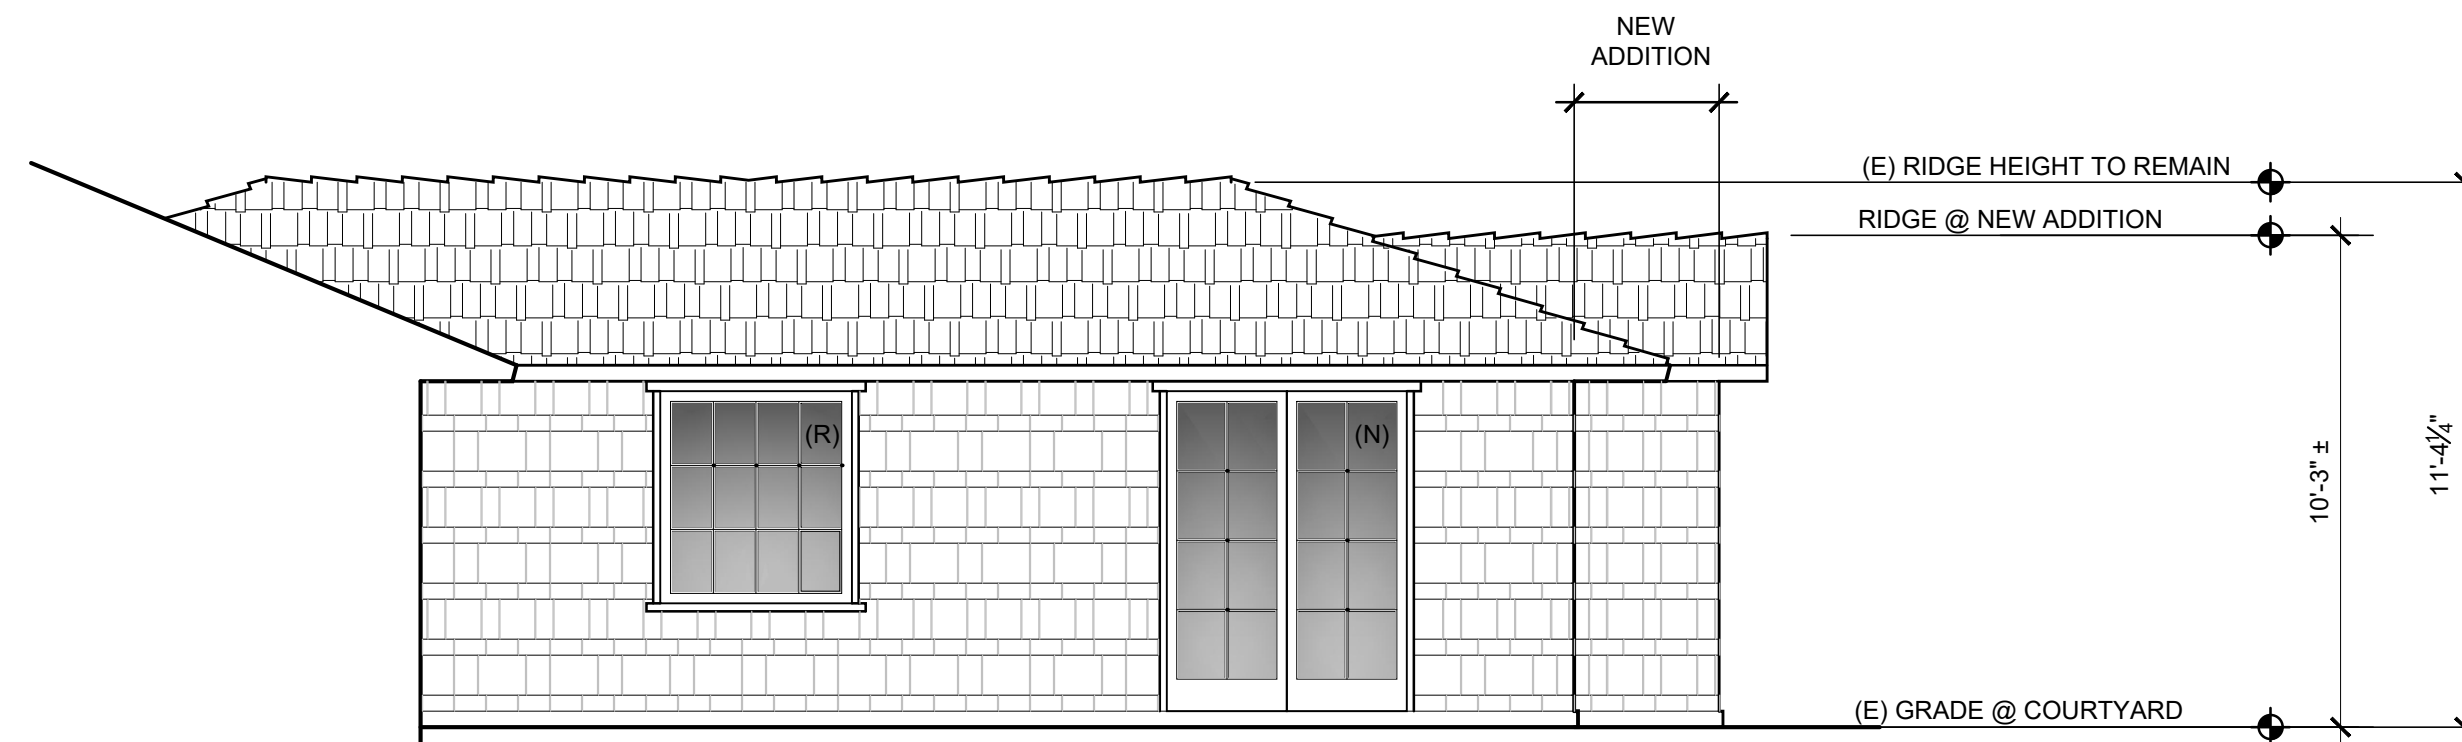 NEW
ADDITION
(E) RIDGE HEIGHT TO REMAIN
RIDGE @ NEW ADDITION
(R)
(N)
10'-3" ±
11'-4¼"
(E) GRADE @ COURTYARD